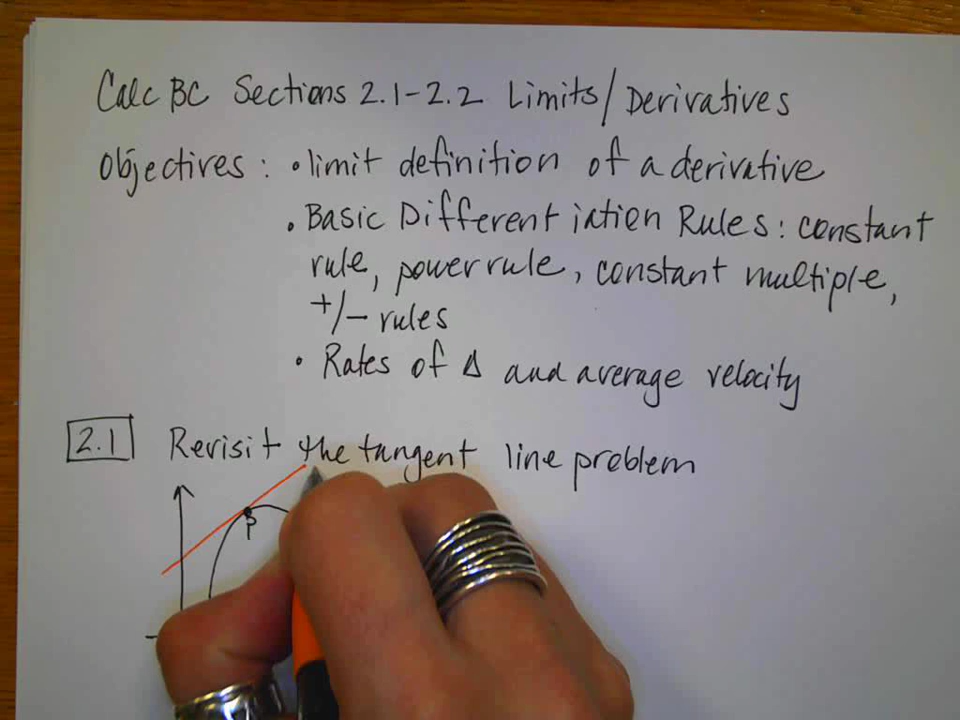 Calc BC Sections 2.1-2.2 Limits/Derivatives
Objectives: • limit definition of a derivative
• Basic Differentiation Rules: constant
rule, power rule, constant multiple,
+/- rules
• Rates of Δ and average velocity
2.1 Revisit the tangent line problem
P